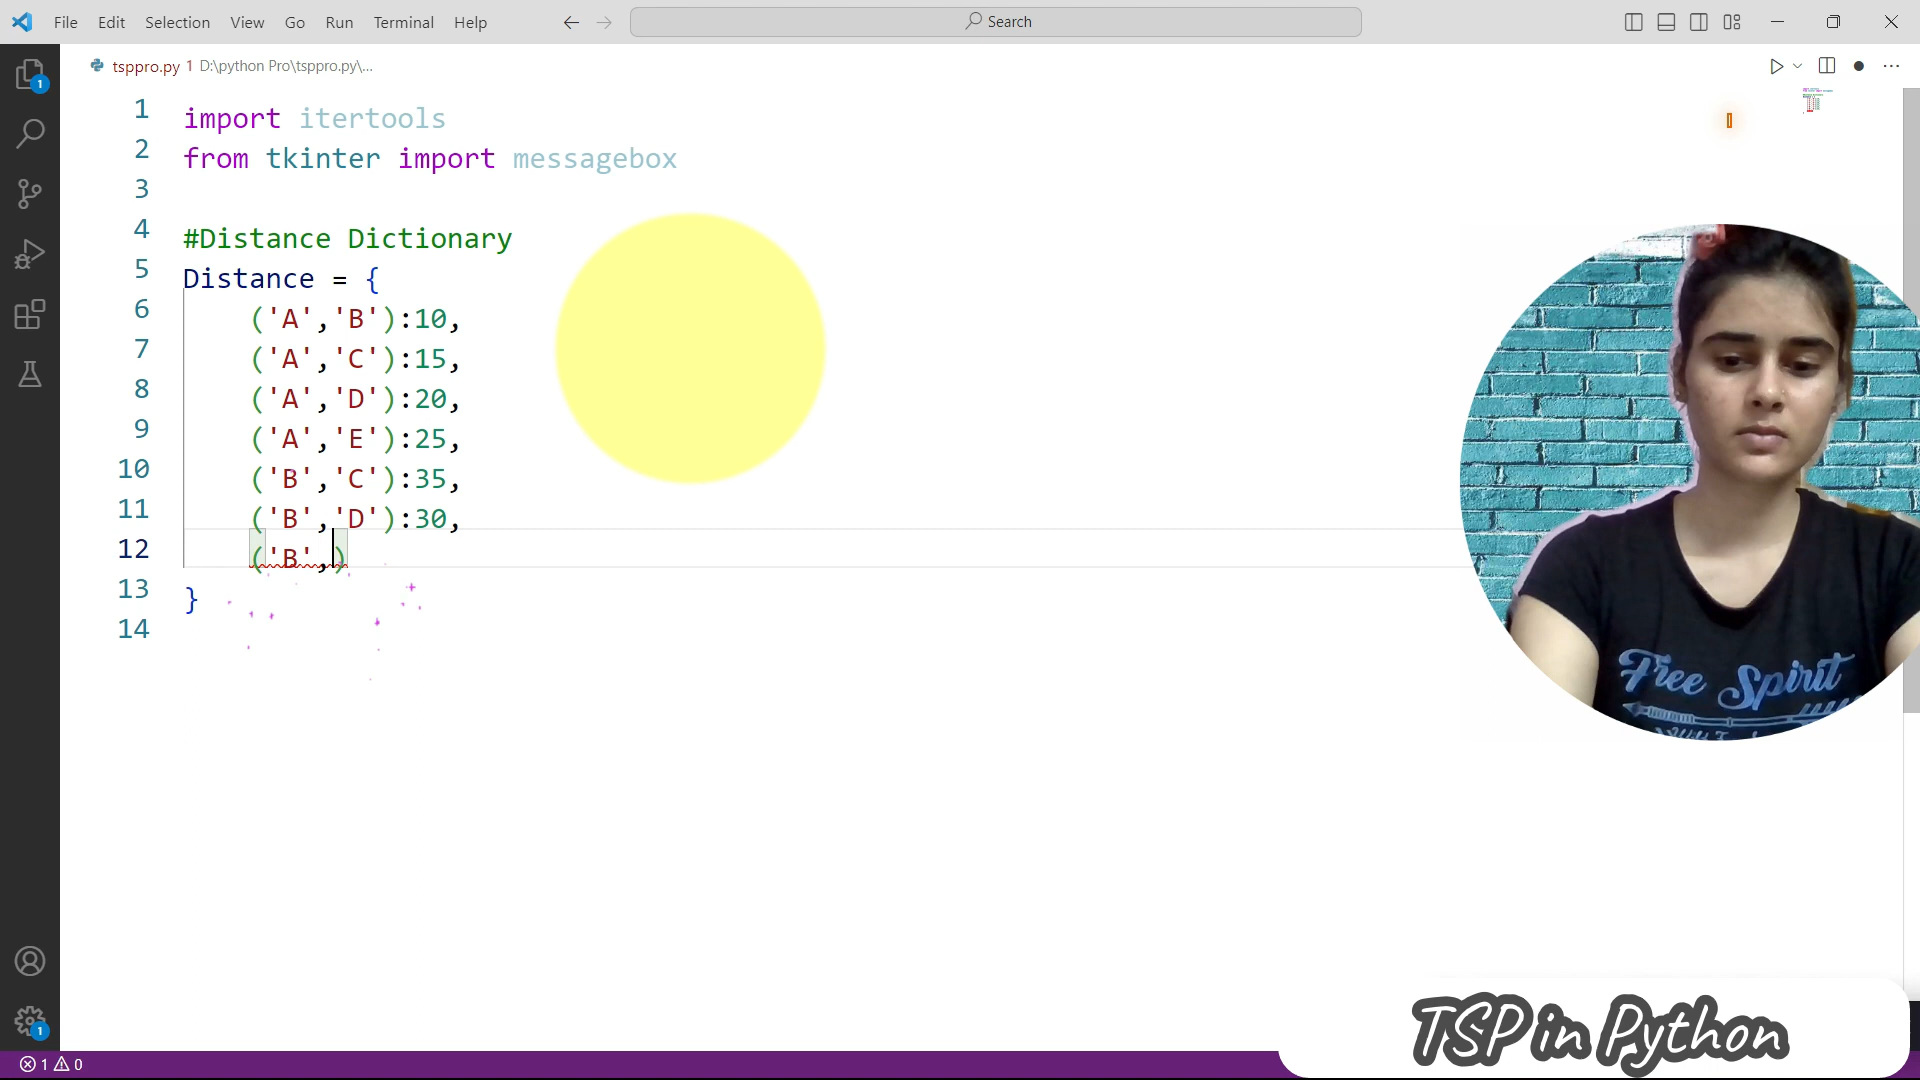 File Edit Selection View Go Run Terminal Help Search
tsppro.py 1 D:\python Pro\tsppro.py\...
1 import itertools
2 from tkinter import messagebox
3
4 #Distance Dictionary
5 Distance = {
6 ('A','B'):10,
7 ('A','C'):15,
8 ('A','D'):20,
9 ('A','E'):25,
10 ('B','C'):35,
11 ('B','D'):30,
12 ('B',)
13 }
14
Free Spirit
TSP in Python
1 0
1
1